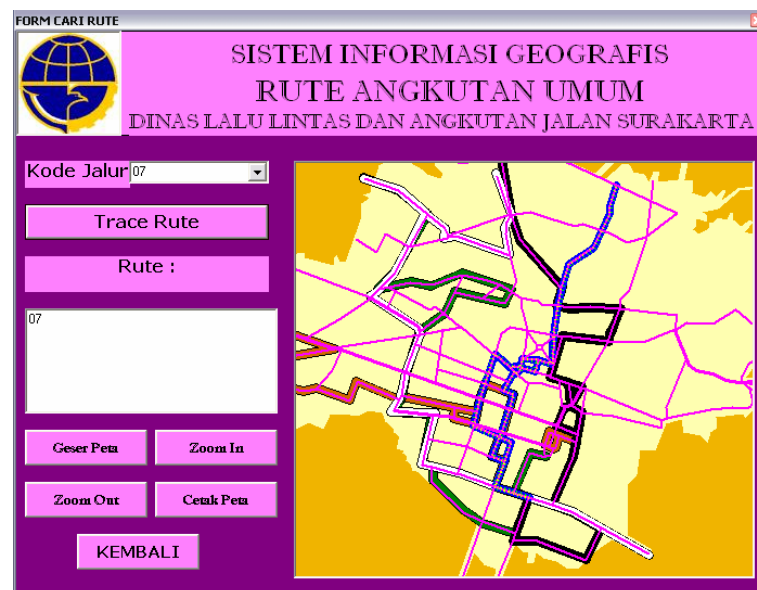 FORM CARI RUTE
SISTEM INFORMASI GEOGRAFIS
RUTE ANGKUTAN UMUM
DINAS LALU LINTAS DAN ANGKUTAN JALAN SURAKARTA
Kode Jalur 07
Trace Rute
Rute :
07
Geser Peta Zoom In
Zoom Out Cetak Peta
KEMBALI